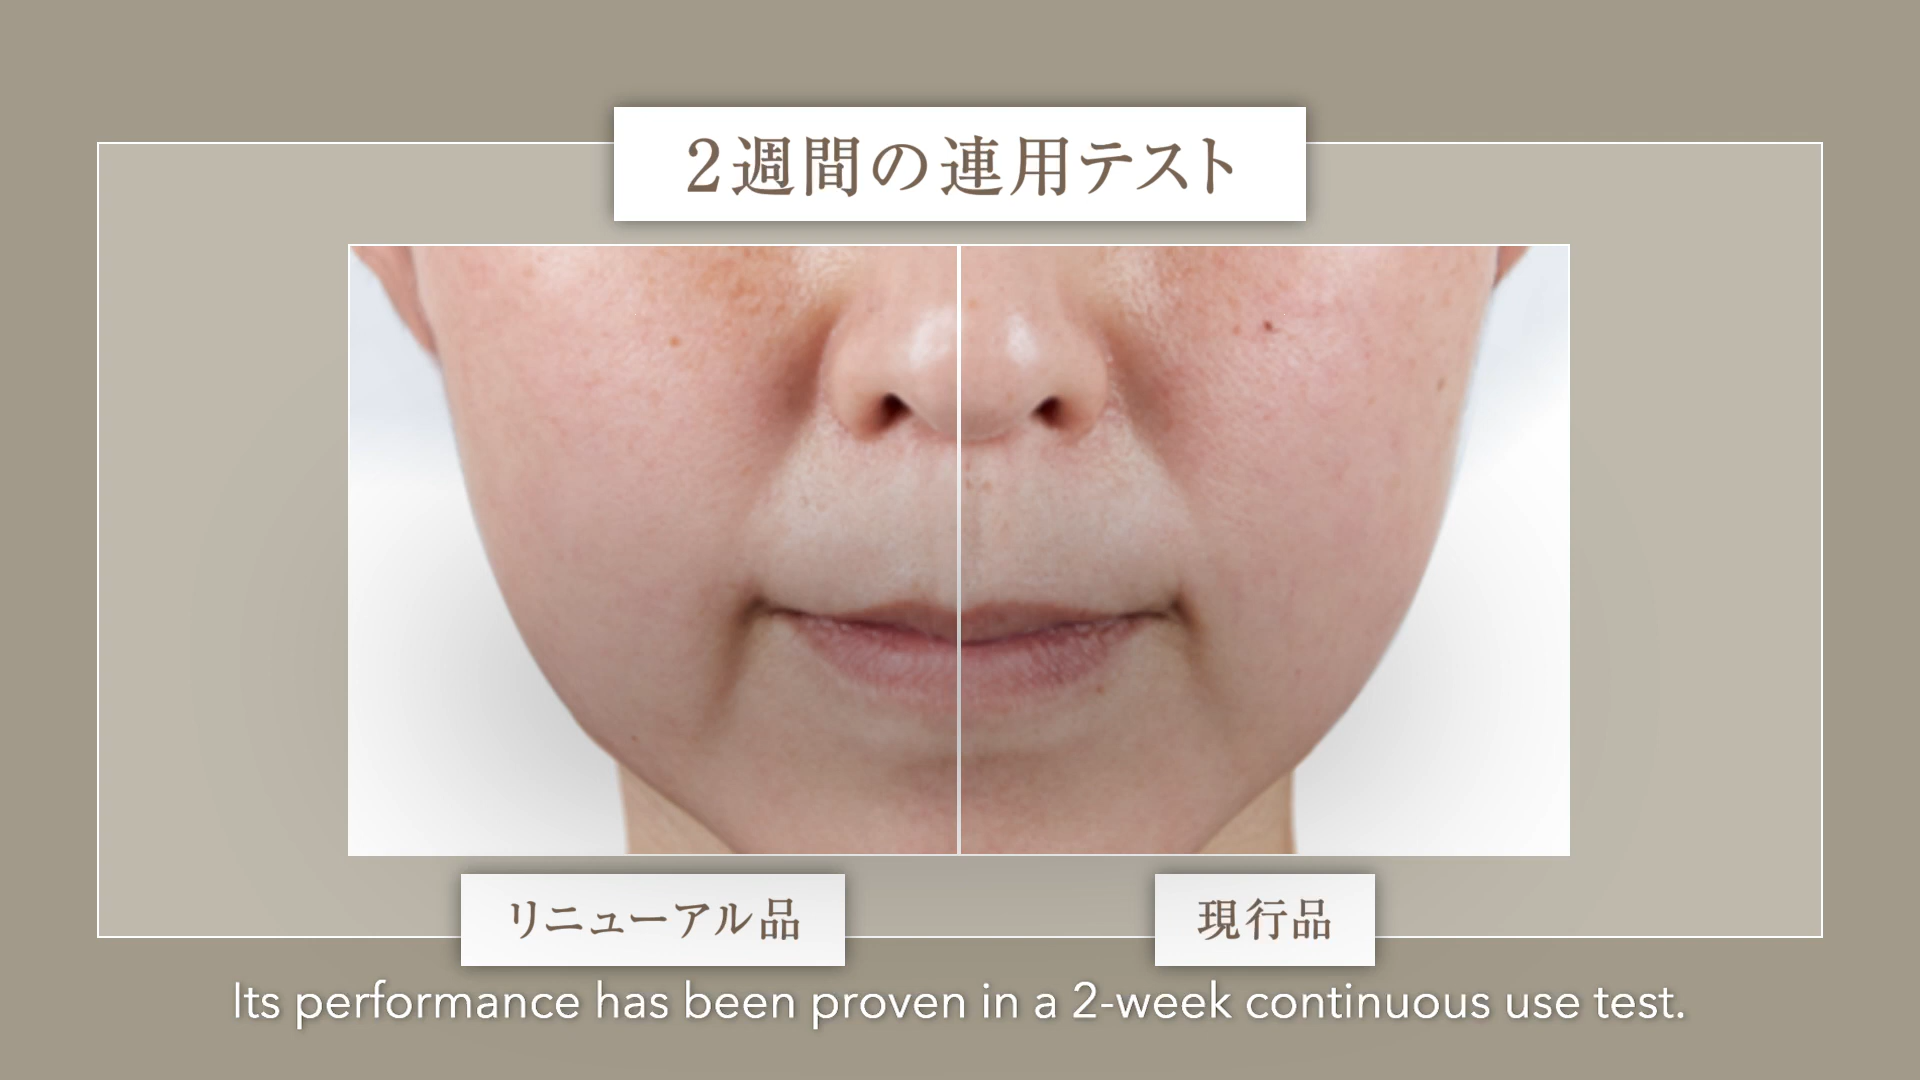 2週間の連用テスト
リニューアル品
現行品
Its performance has been proven in a 2-week continuous use test.